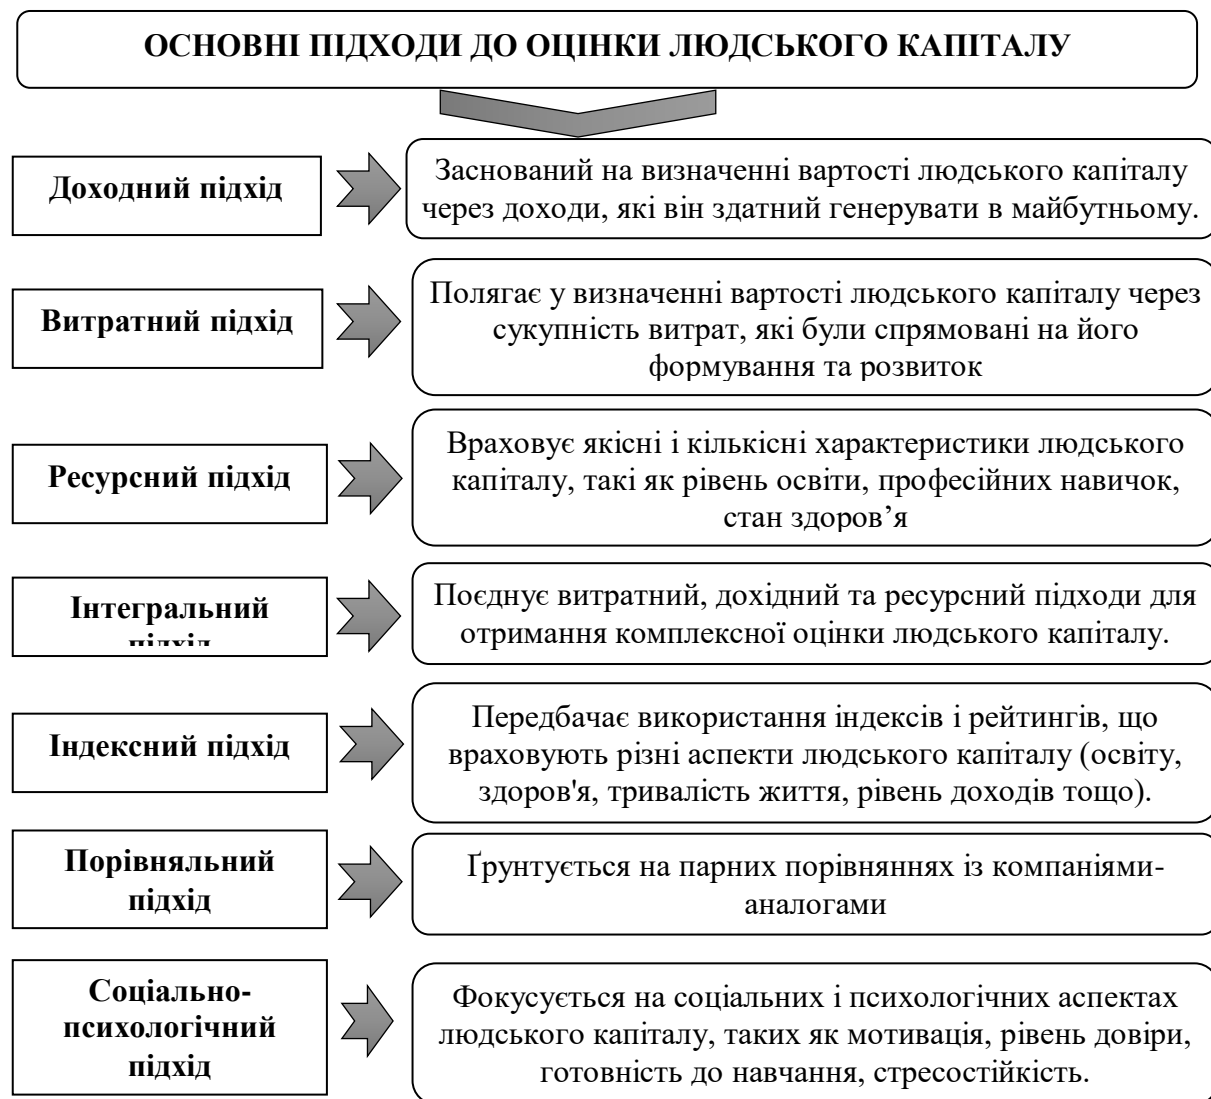 ОСНОВНІ ПІДХОДИ ДО ОЦІНКИ ЛЮДСЬКОГО КАПІТАЛУ
Доходний підхід
Заснований на визначенні вартості людського капіталу
через доходи, які він здатний генерувати в майбутньому.
Витратний підхід
Полягає у визначенні вартості людського капіталу через
сукупність витрат, які були спрямовані на його
формування та розвиток
Ресурсний підхід
Враховує якісні і кількісні характеристики людського
капіталу, такі як рівень освіти, професійних навичок,
стан здоров’я
Інтегральний
підхід
Поєднує витратний, дохідний та ресурсний підходи для
отримання комплексної оцінки людського капіталу.
Індексний підхід
Передбачає використання індексів і рейтингів, що
враховують різні аспекти людського капіталу (освіту,
здоров'я, тривалість життя, рівень доходів тощо).
Порівняльний
підхід
Ґрунтується на парних порівняннях із компаніями-
аналогами
Соціально-
психологічний
підхід
Фокусується на соціальних і психологічних аспектах
людського капіталу, таких як мотивація, рівень довіри,
готовність до навчання, стресостійкість.